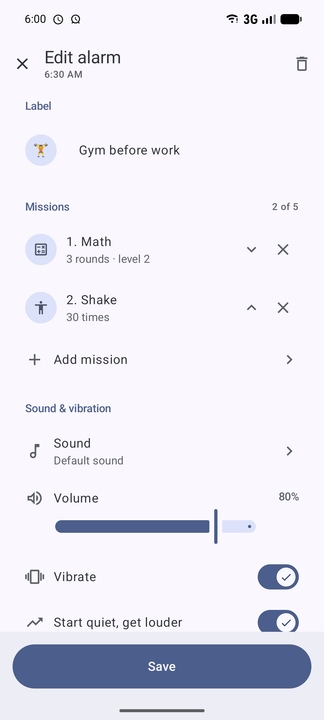 6:00
3G
Edit alarm
6:30 AM
Label
Gym before work
Missions
2 of 5
1. Math
3 rounds · level 2
2. Shake
30 times
Add mission
Sound & vibration
Sound
Default sound
Volume
80%
Vibrate
Start quiet, get louder
Save